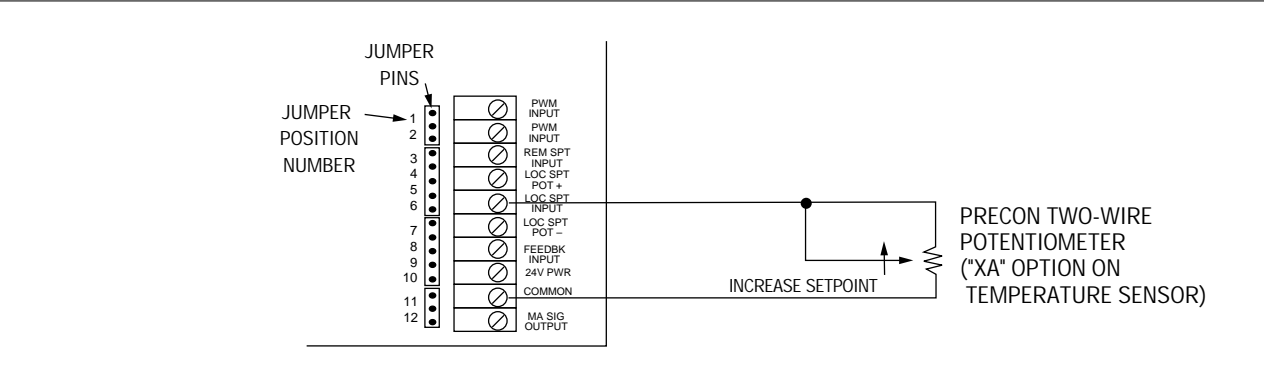 JUMPER
PINS
JUMPER
POSITION
NUMBER
1
2
3
4
5
6
7
8
9
10
11
12
PWM
INPUT
PWM
INPUT
REM SPT
INPUT
LOC SPT
POT +
LOC SPT
INPUT
LOC SPT
POT –
FEEDBK
INPUT
24V PWR
COMMON
MA SIG
OUTPUT
INCREASE SETPOINT
PRECON TWO-WIRE
POTENTIOMETER
("XA" OPTION ON
TEMPERATURE SENSOR)